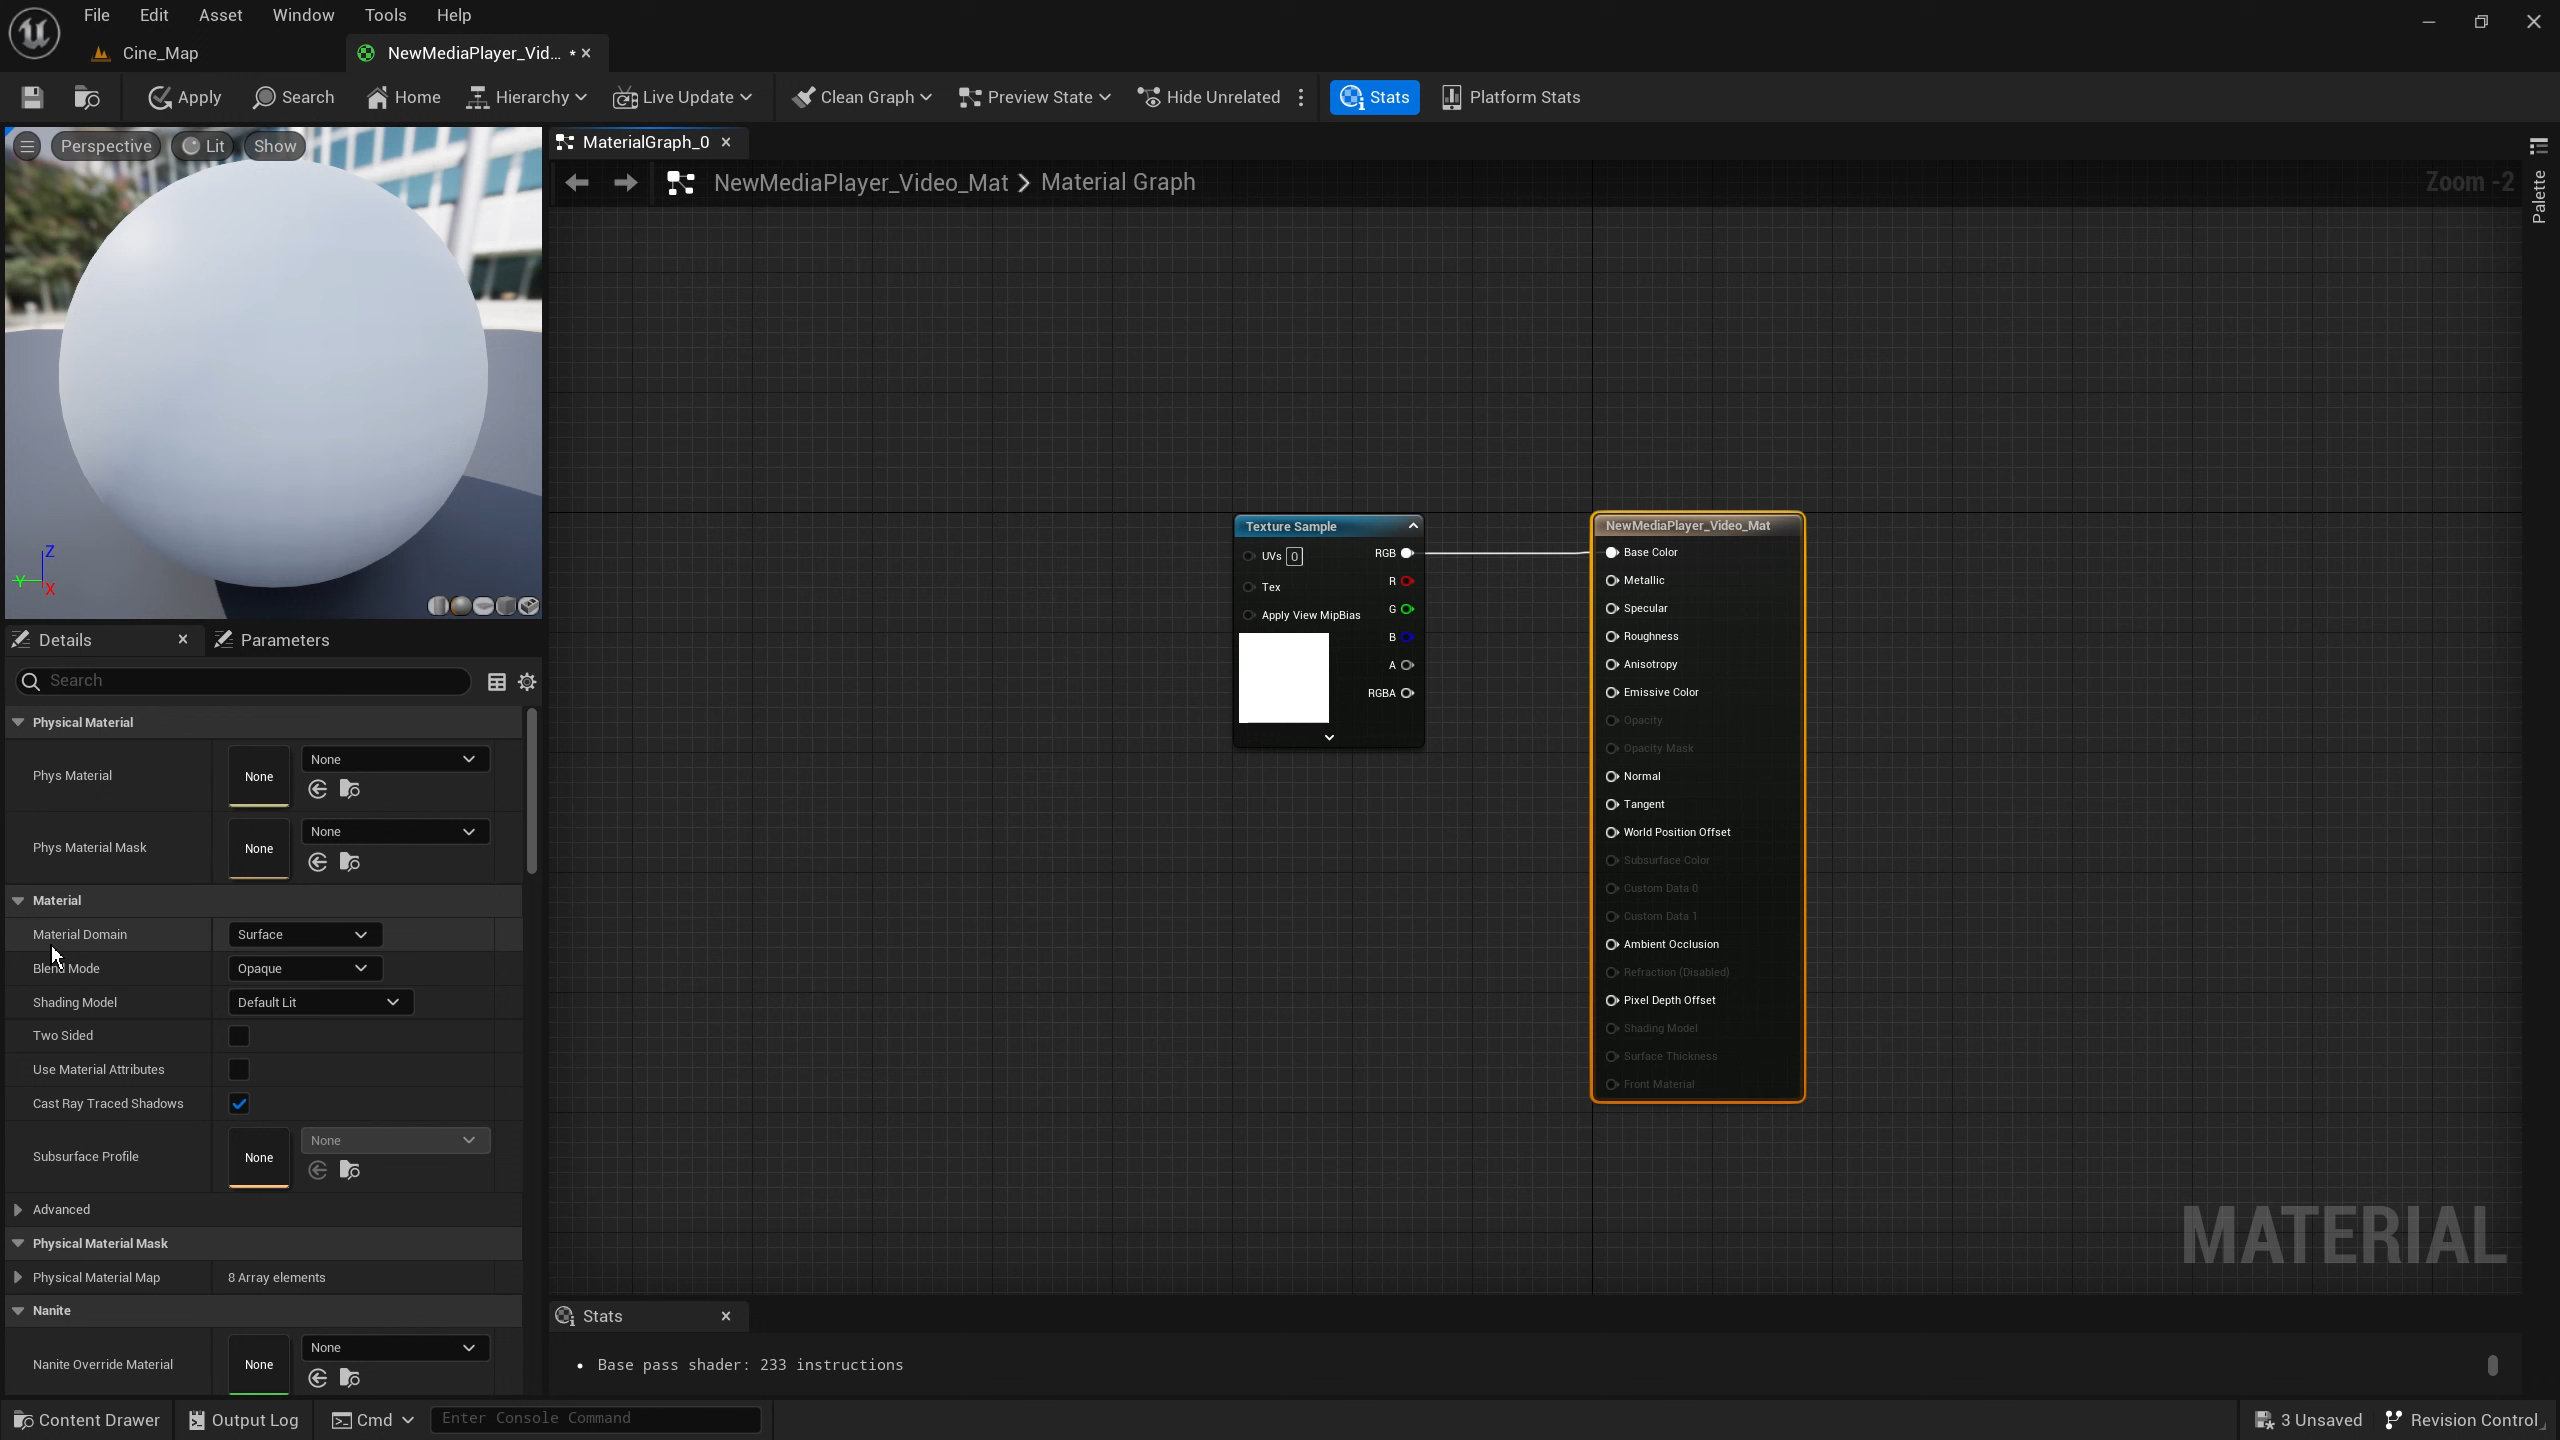 File Edit Asset Window Tools Help
Cine_Map
NewMediaPlayer_Vid... *
Apply Search Home Hierarchy Live Update Clean Graph Preview State Hide Unrelated Stats Platform Stats
Perspective Lit Show
MaterialGraph_0
NewMediaPlayer_Video_Mat > Material Graph
Zoom -2
Palette
Z
Y
X
Texture Sample
UVs 0 RGB
Tex R
Apply View MipBias G
B
A
RGBA
NewMediaPlayer_Video_Mat
Base Color
Metallic
Specular
Roughness
Anisotropy
Emissive Color
Opacity
Opacity Mask
Normal
Tangent
World Position Offset
Subsurface Color
Custom Data 0
Custom Data 1
Ambient Occlusion
Refraction (Disabled)
Pixel Depth Offset
Shading Model
Surface Thickness
Front Material
MATERIAL
Details Parameters
Search
Physical Material
Phys Material None None
Phys Material Mask None None
Material
Material Domain Surface
Blend Mode Opaque
Shading Model Default Lit
Two Sided
Use Material Attributes
Cast Ray Traced Shadows
Subsurface Profile None None
Advanced
Physical Material Mask
Physical Material Map 8 Array elements
Nanite
Nanite Override Material None None
Stats
• Base pass shader: 233 instructions
Content Drawer Output Log Cmd Enter Console Command 3 Unsaved Revision Control